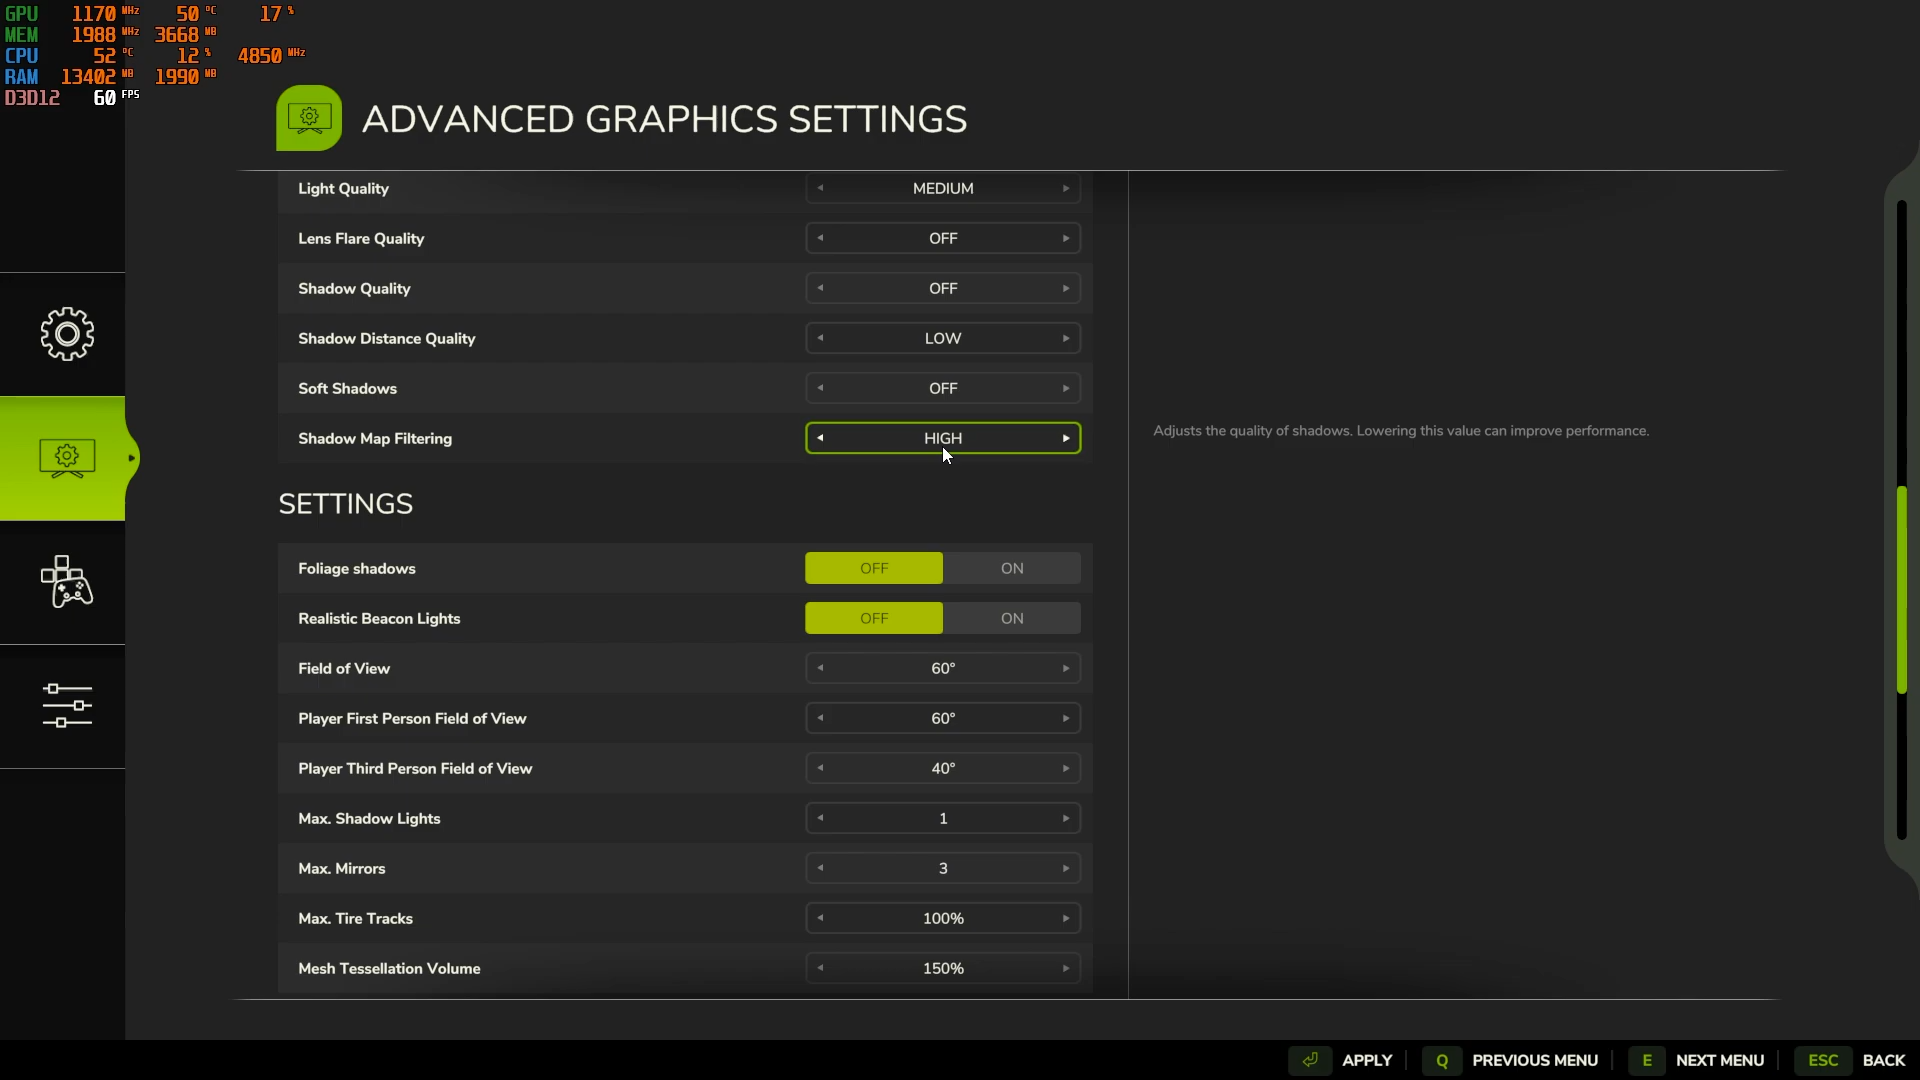 GPU 1170 MHz 50 °C 17 %
MEM 1988 MHz 3668 MB
CPU 52 °C 12 % 4850 MHz
RAM 13402 MB 1990 MB
D3D12 60 FPS
ADVANCED GRAPHICS SETTINGS
Light Quality MEDIUM
Lens Flare Quality OFF
Shadow Quality OFF
Shadow Distance Quality LOW
Soft Shadows OFF
Shadow Map Filtering HIGH
Adjusts the quality of shadows. Lowering this value can improve performance.
SETTINGS
Foliage shadows OFF ON
Realistic Beacon Lights OFF ON
Field of View 60°
Player First Person Field of View 60°
Player Third Person Field of View 40°
Max. Shadow Lights 1
Max. Mirrors 3
Max. Tire Tracks 100%
Mesh Tessellation Volume 150%
APPLY Q PREVIOUS MENU E NEXT MENU ESC BACK